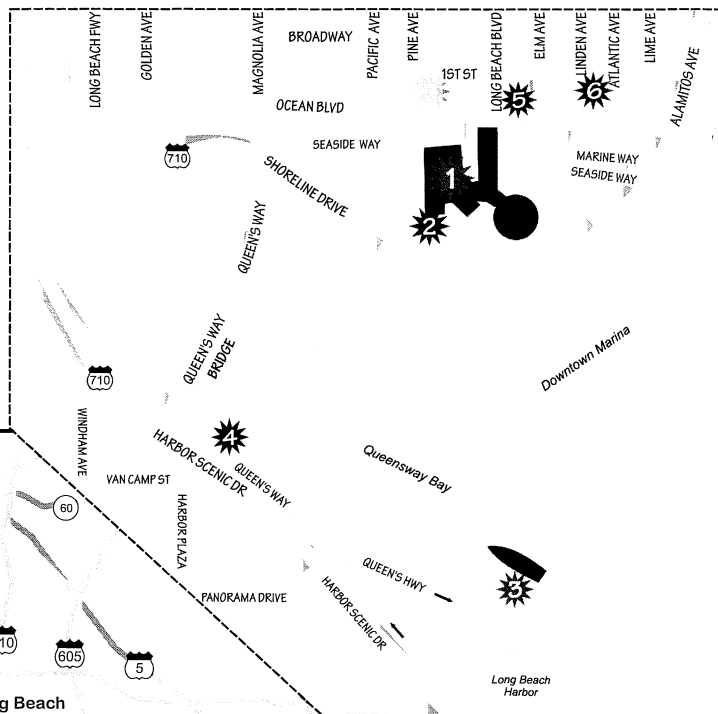 LONG BEACH FWY
GOLDEN AVE
MAGNOLIA AVE
BROADWAY
PACIFIC AVE
PINE AVE
1ST ST
LONG BEACH BLVD
ELM AVE
LINDEN AVE
ATLANTIC AVE
LIME AVE
ALAMITOS AVE
5
6
OCEAN BLVD
SEASIDE WAY
710
SHORELINE DRIVE
1
MARINE WAY
SEASIDE WAY
2
QUEEN'S WAY
QUEEN'S WAY
BRIDGE
Downtown Marina
710
WINDHAM AVE
4
HARBOR SCENIC DR
QUEEN'S WAY
Queensway Bay
VAN CAMP ST
60
HARBOR PLAZA
QUEEN'S HWY
3
PANORAMA DRIVE
HARBOR SCENIC DR
10
605
5
Long Beach
Harbor
g Beach